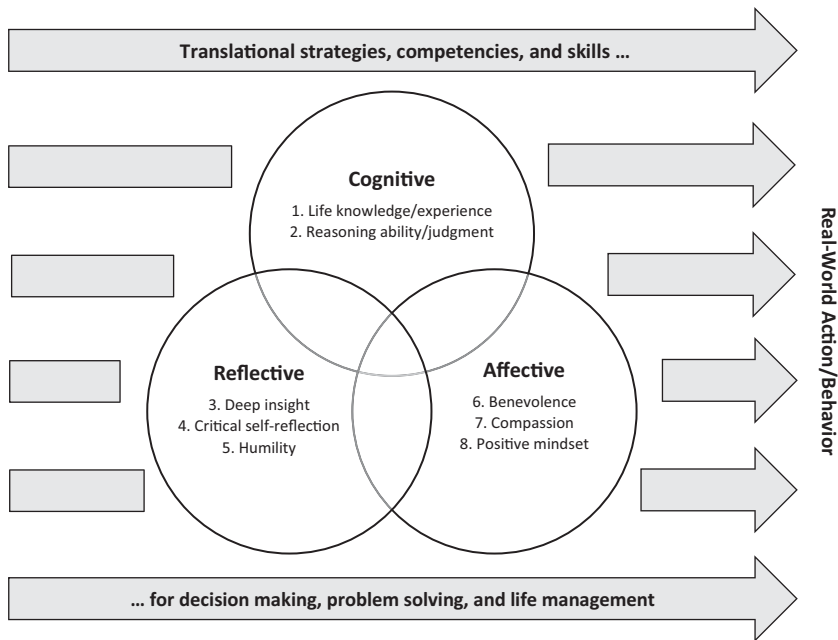 Translational strategies, competencies, and skills ...
Cognitive
1. Life knowledge/experience
2. Reasoning ability/judgment
Reflective
3. Deep insight
4. Critical self-reflection
5. Humility
Affective
6. Benevolence
7. Compassion
8. Positive mindset
Real-World Action/Behavior
... for decision making, problem solving, and life management